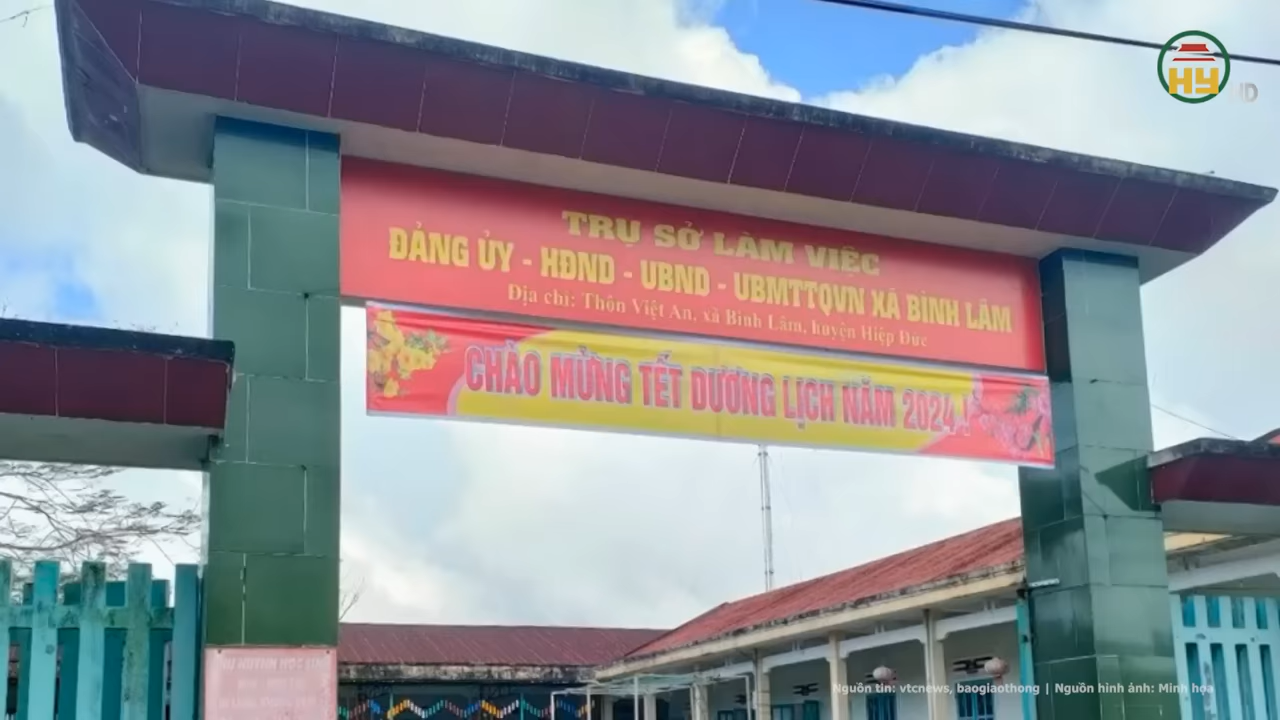 HY
HD
TRỤ SỞ LÀM VIỆC
ĐẢNG ỦY - HĐND - UBND - UBMTTQVN XÃ BÌNH LÂM
Địa chỉ: Thôn Việt An, xã Bình Lâm, huyện Hiệp Đức
CHÀO MỪNG TẾT DƯƠNG LỊCH NĂM 2024 !
Nguồn tin: vtcnews, baogiaothong | Nguồn hình ảnh: Minh họa